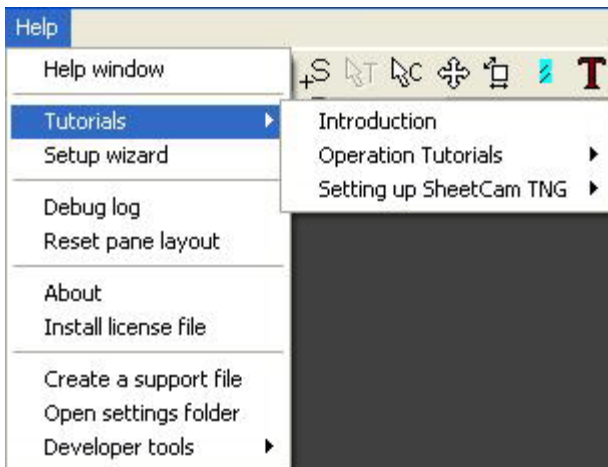 Help
Help window
Tutorials
Setup wizard
Debug log
Reset pane layout
About
Install license file
Create a support file
Open settings folder
Developer tools
+S T C T
Introduction
Operation Tutorials
Setting up SheetCam TNG